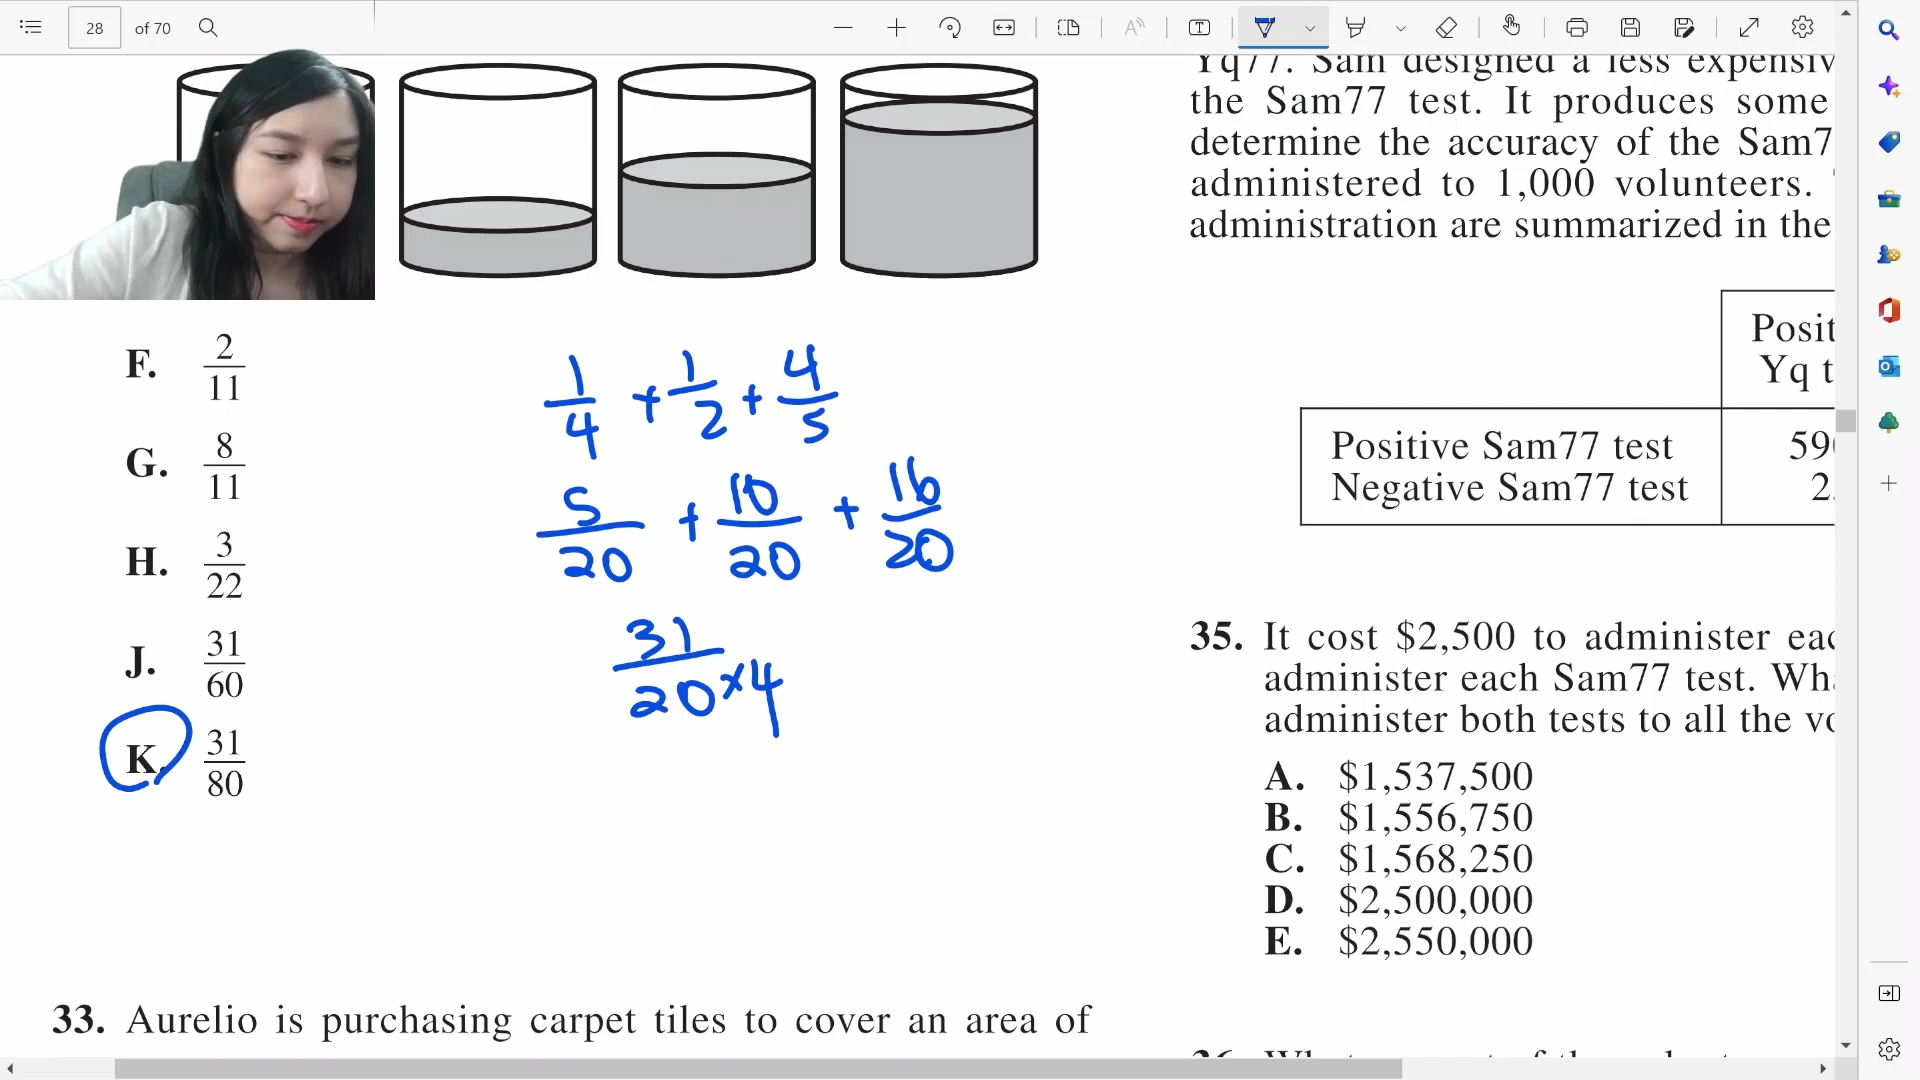 28 of 70
Yq77. Sam designed a less expensiv
the Sam77 test. It produces some
determine the accuracy of the Sam7
administered to 1,000 volunteers.
administration are summarized in the
Posit
Yq t
Positive Sam77 test 59
Negative Sam77 test 2
F. 2/11
G. 8/11
H. 3/22
J. 31/60
K. 31/80
1/4 + 1/2 + 4/5
5/20 + 10/20 + 16/20
31/20×4
33. Aurelio is purchasing carpet tiles to cover an area of
35. It cost $2,500 to administer eac
administer each Sam77 test. Wh
administer both tests to all the vo
A. $1,537,500
B. $1,556,750
C. $1,568,250
D. $2,500,000
E. $2,550,000